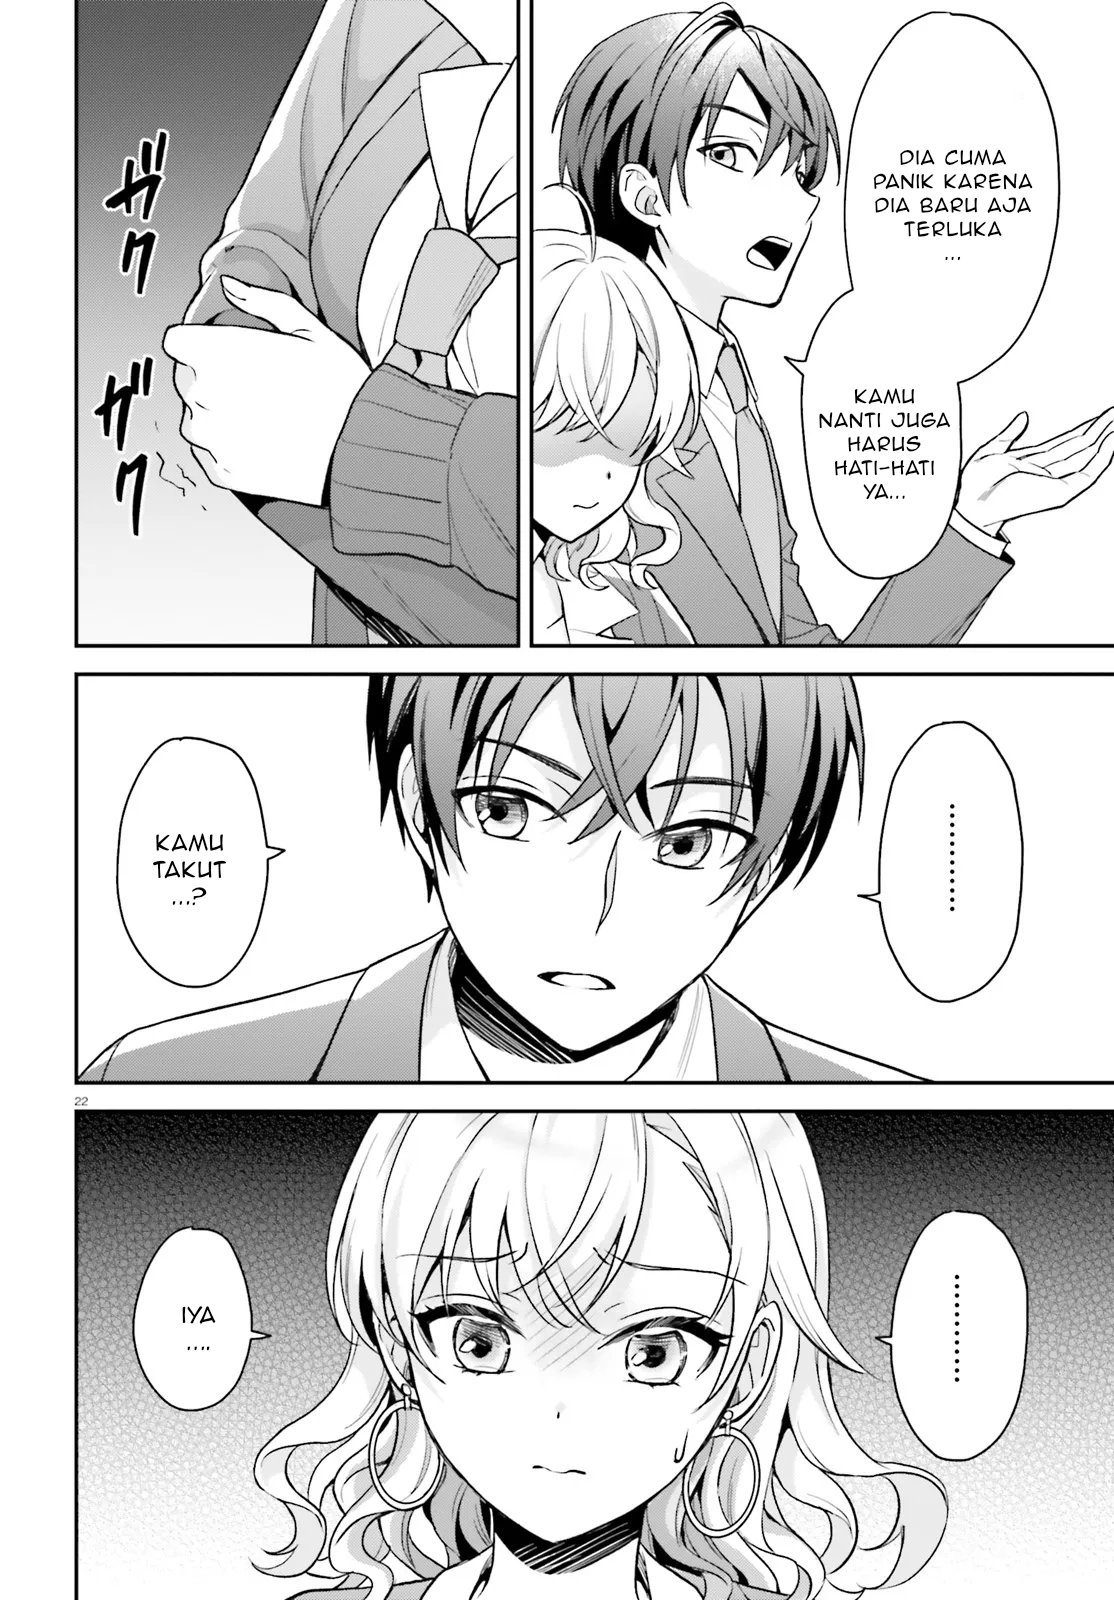 DIA CUMA
PANIK KARENA
DIA BARU AJA
TERLUKA
...
KAMU
NANTI JUGA
HARUS
HATI-HATI
YA...
ガク
ガク
.........
KAMU
TAKUT
...?
22
.........
IYA
....